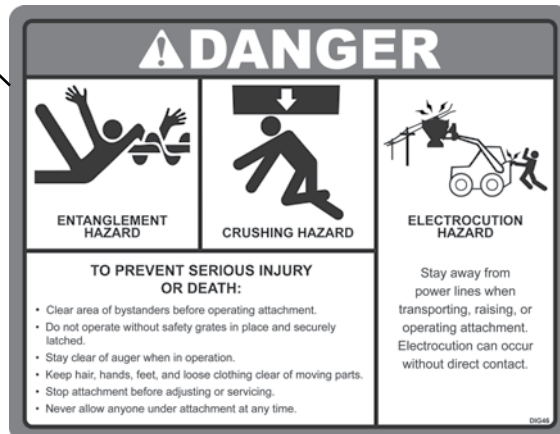 DANGER
ENTANGLEMENT
HAZARD
CRUSHING HAZARD
TO PREVENT SERIOUS INJURY
OR DEATH:
• Clear area of bystanders before operating attachment.
• Do not operate without safety grates in place and securely
latched.
• Stay clear of auger when in operation.
• Keep hair, hands, feet, and loose clothing clear of moving parts.
• Stop attachment before adjusting or servicing.
• Never allow anyone under attachment at any time.
ELECTROCUTION
HAZARD
Stay away from
power lines when
transporting, raising, or
operating attachment.
Electrocution can occur
without direct contact.
DIG46